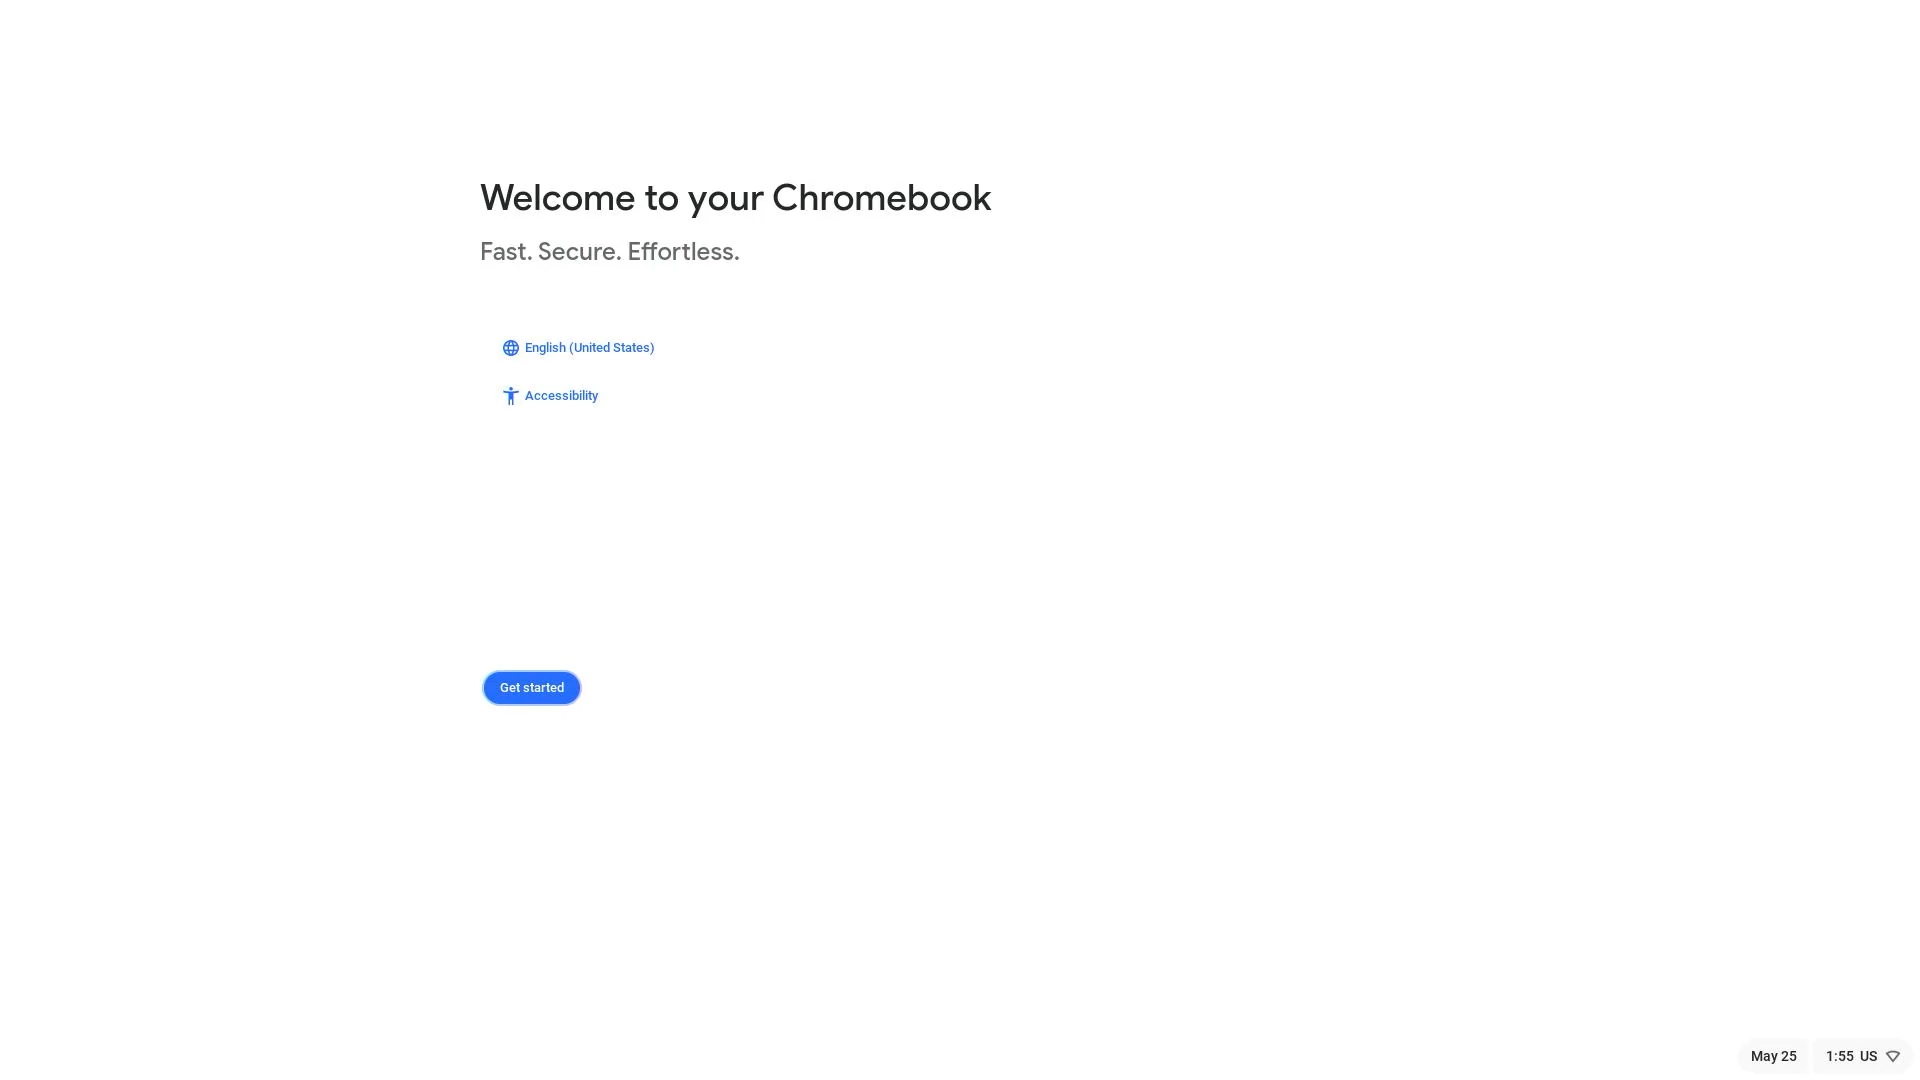 Welcome to your Chromebook
Fast. Secure. Effortless.
English (United States)
Accessibility
Get started
May 25
1:55 US